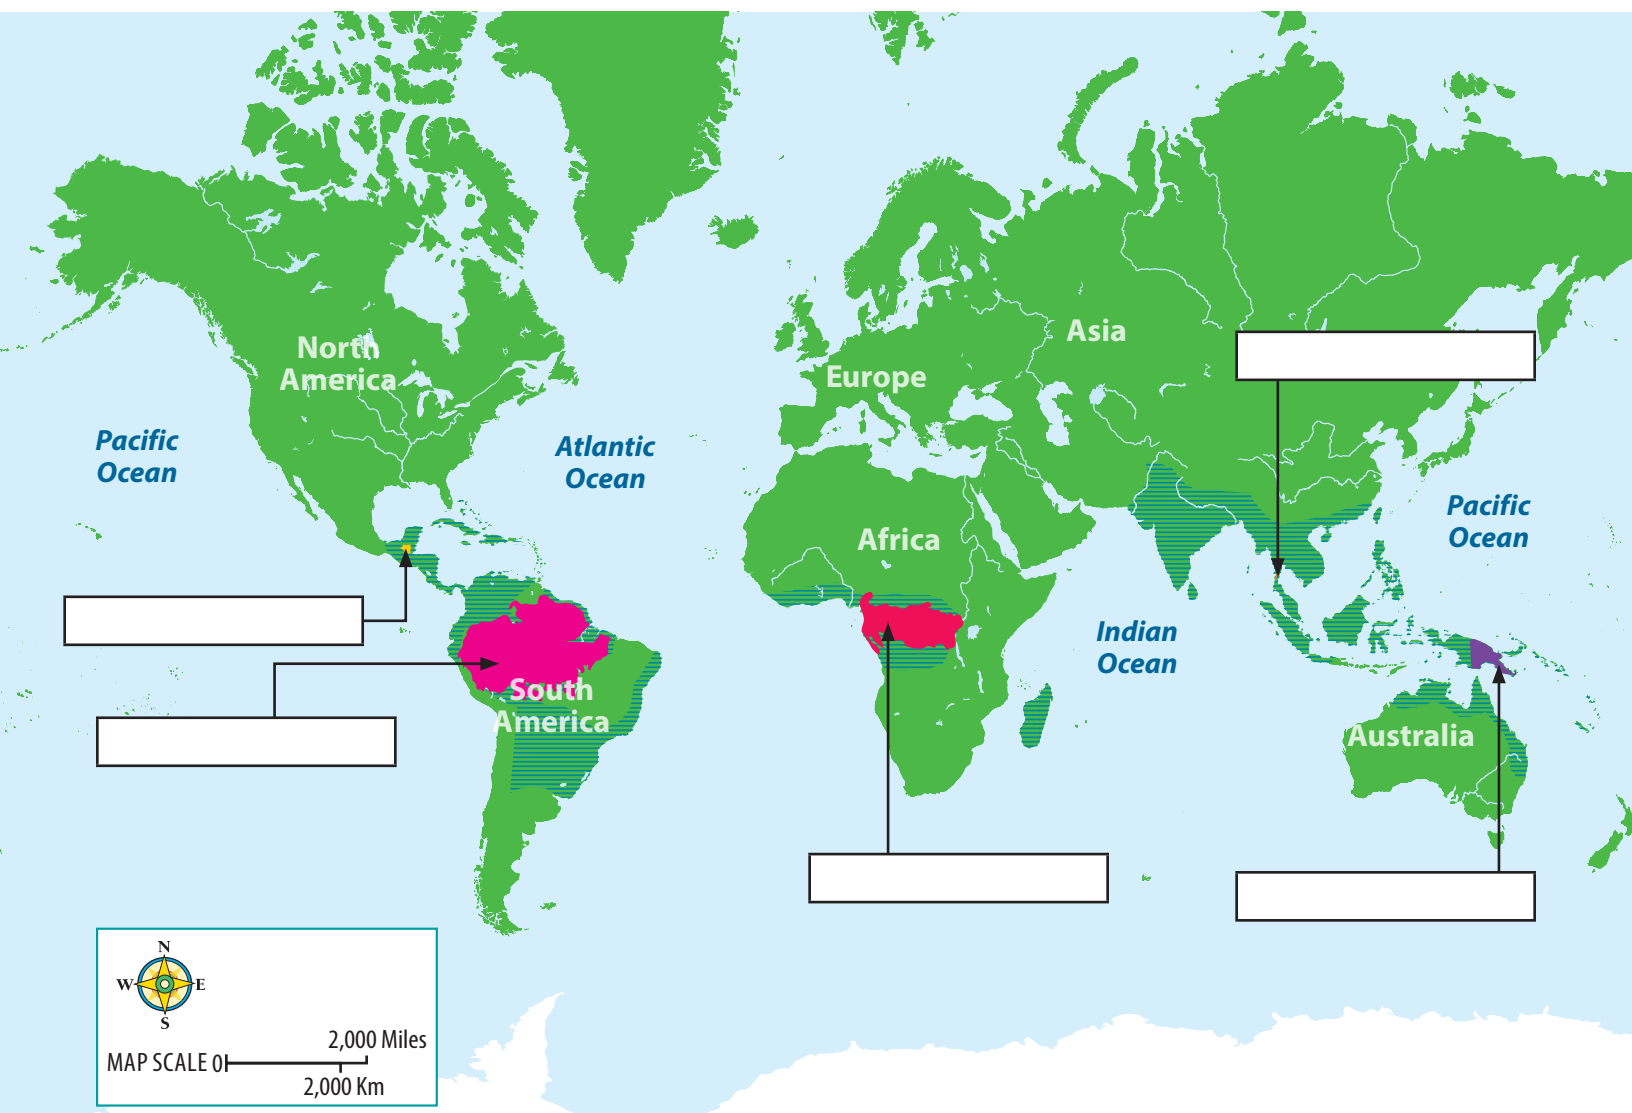 North
America
Asia
Europe
Pacific
Ocean
Atlantic
Ocean
Africa
Pacific
Ocean
Indian
Ocean
South
America
Australia
N
W
E
S
2,000 Miles
MAP SCALE 0
2,000 Km